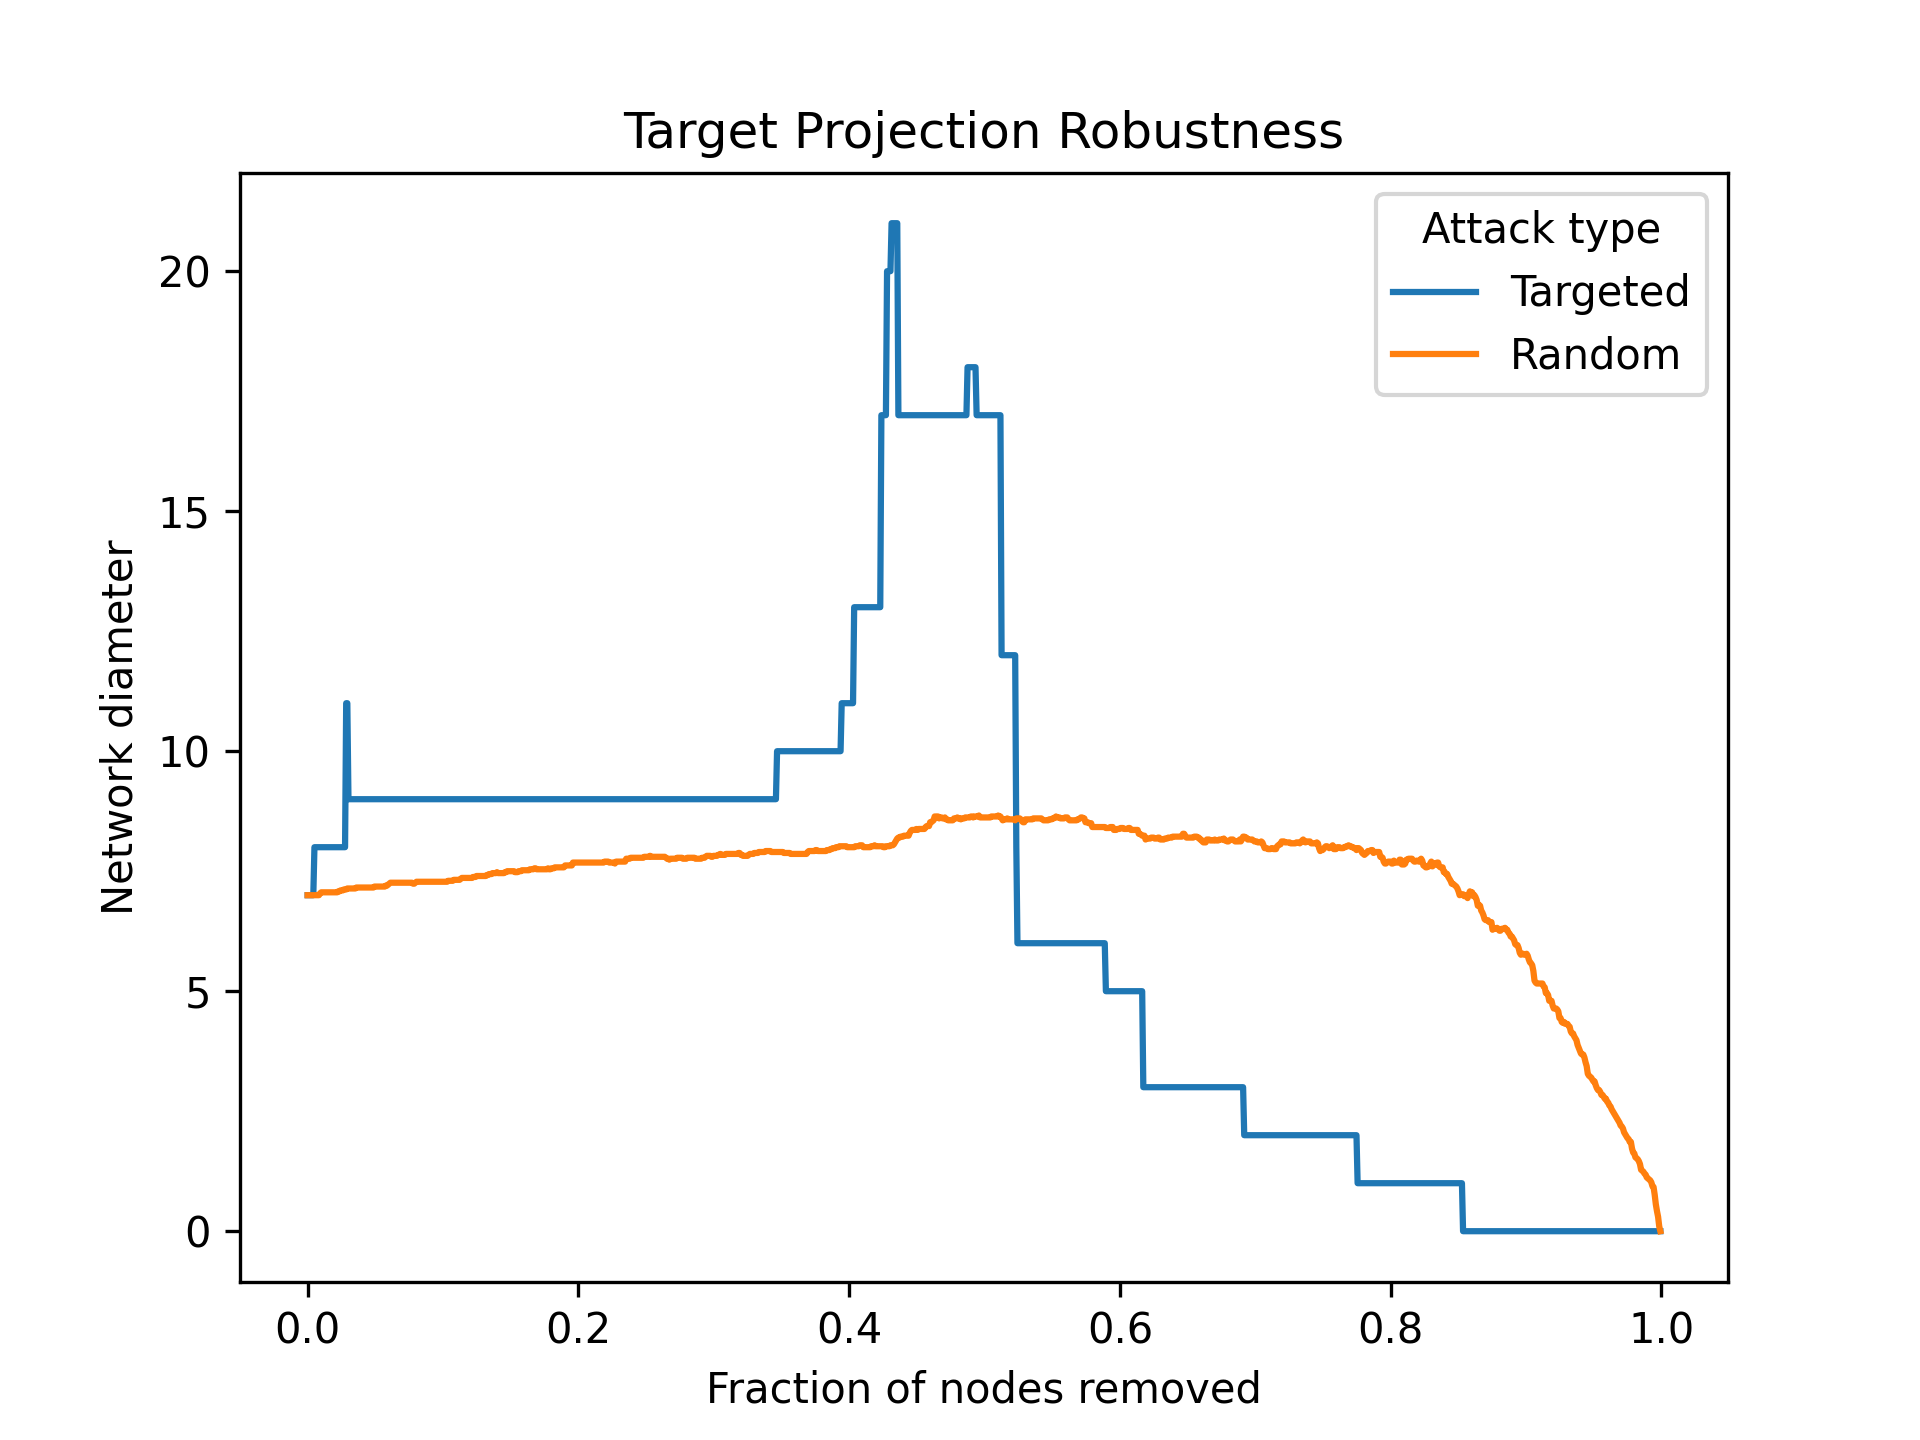 Target Projection Robustness
Attack type
Targeted
Random
Network diameter
20
15
10
5
0
0.0 0.2 0.4 0.6 0.8 1.0
Fraction of nodes removed